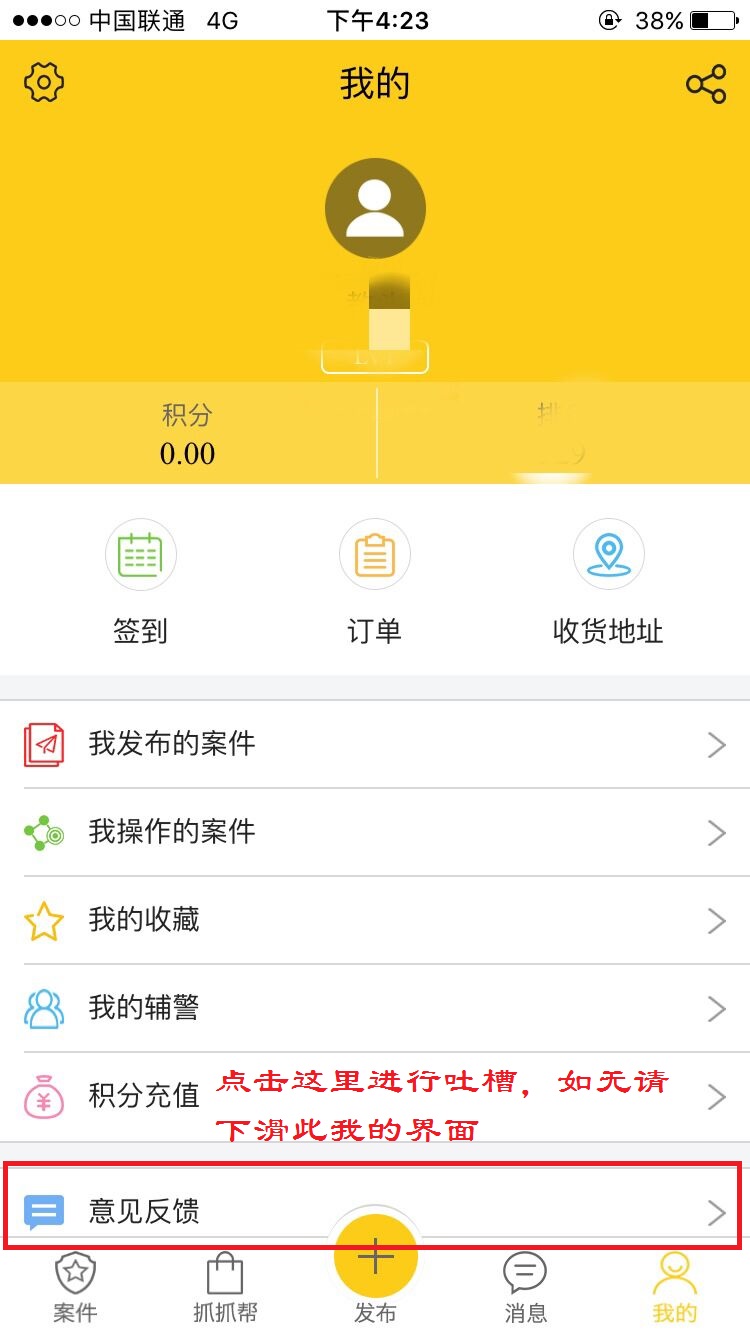 中国联通 4G 下午4:23 38%
我的
积分
0.00
签到 订单 收货地址
我发布的案件
我操作的案件
我的收藏
我的辅警
积分充值
点击这里进行吐槽，如无请
下滑此我的界面
意见反馈
案件 抓抓帮 发布 消息 我的